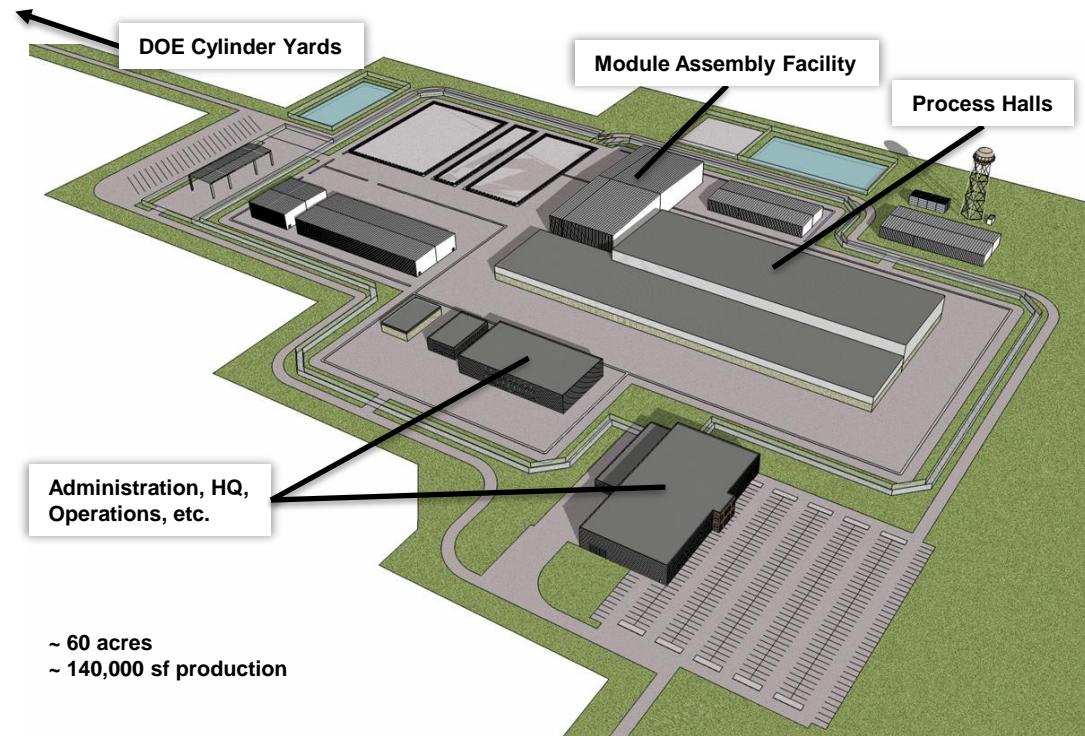 DOE Cylinder Yards
Module Assembly Facility
Process Halls
Administration, HQ,
Operations, etc.
~ 60 acres
~ 140,000 sf production